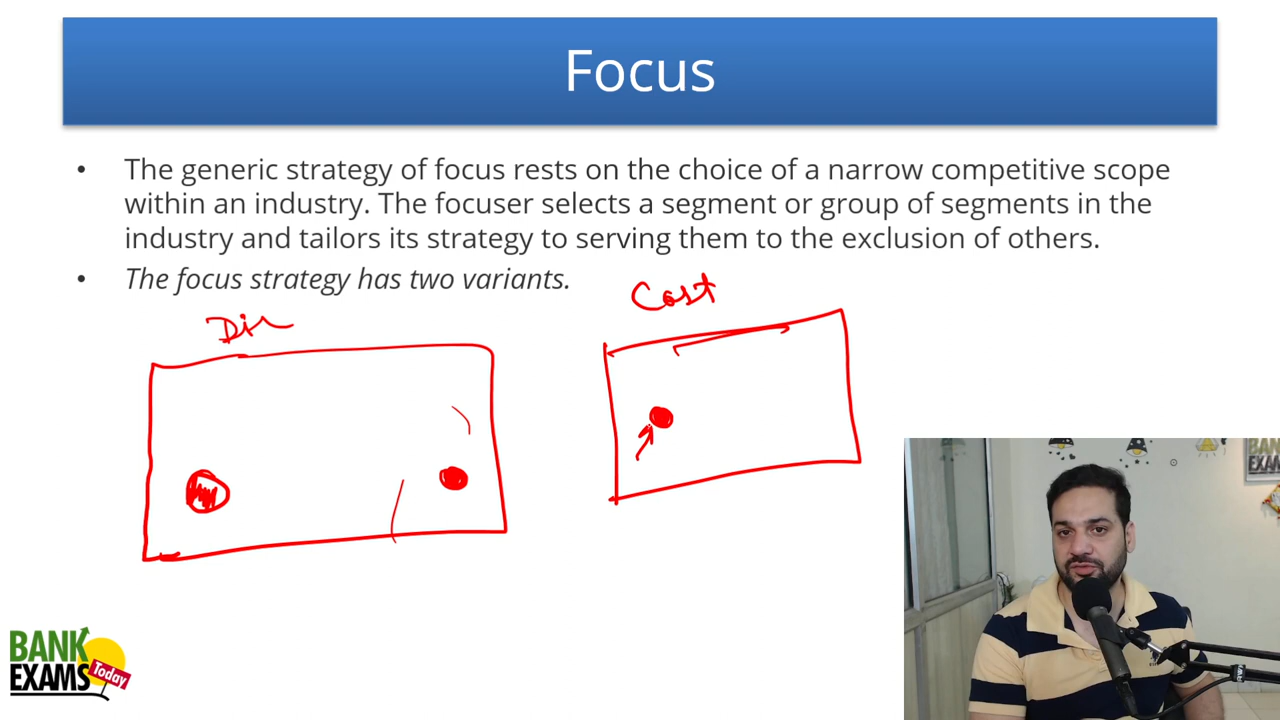 Focus
• The generic strategy of focus rests on the choice of a narrow competitive scope
within an industry. The focuser selects a segment or group of segments in the
industry and tailors its strategy to serving them to the exclusion of others.
• The focus strategy has two variants.
Cost
BANK
EXAMS
Today
BANK
EXAM